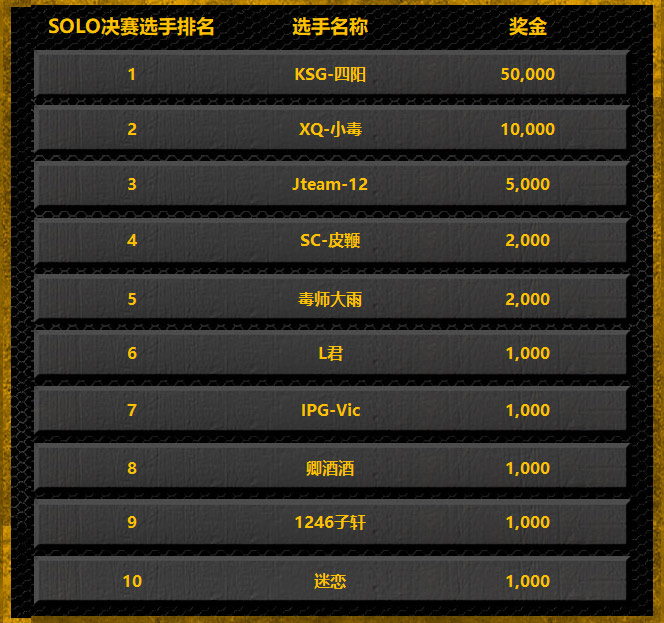 SOLO决赛选手排名 选手名称 奖金
1 KSG-四阳 50,000
2 XQ-小毒 10,000
3 Jteam-12 5,000
4 SC-皮鞭 2,000
5 毒师大雨 2,000
6 L君 1,000
7 IPG-Vic 1,000
8 卿酒酒 1,000
9 1246子轩 1,000
10 迷恋 1,000